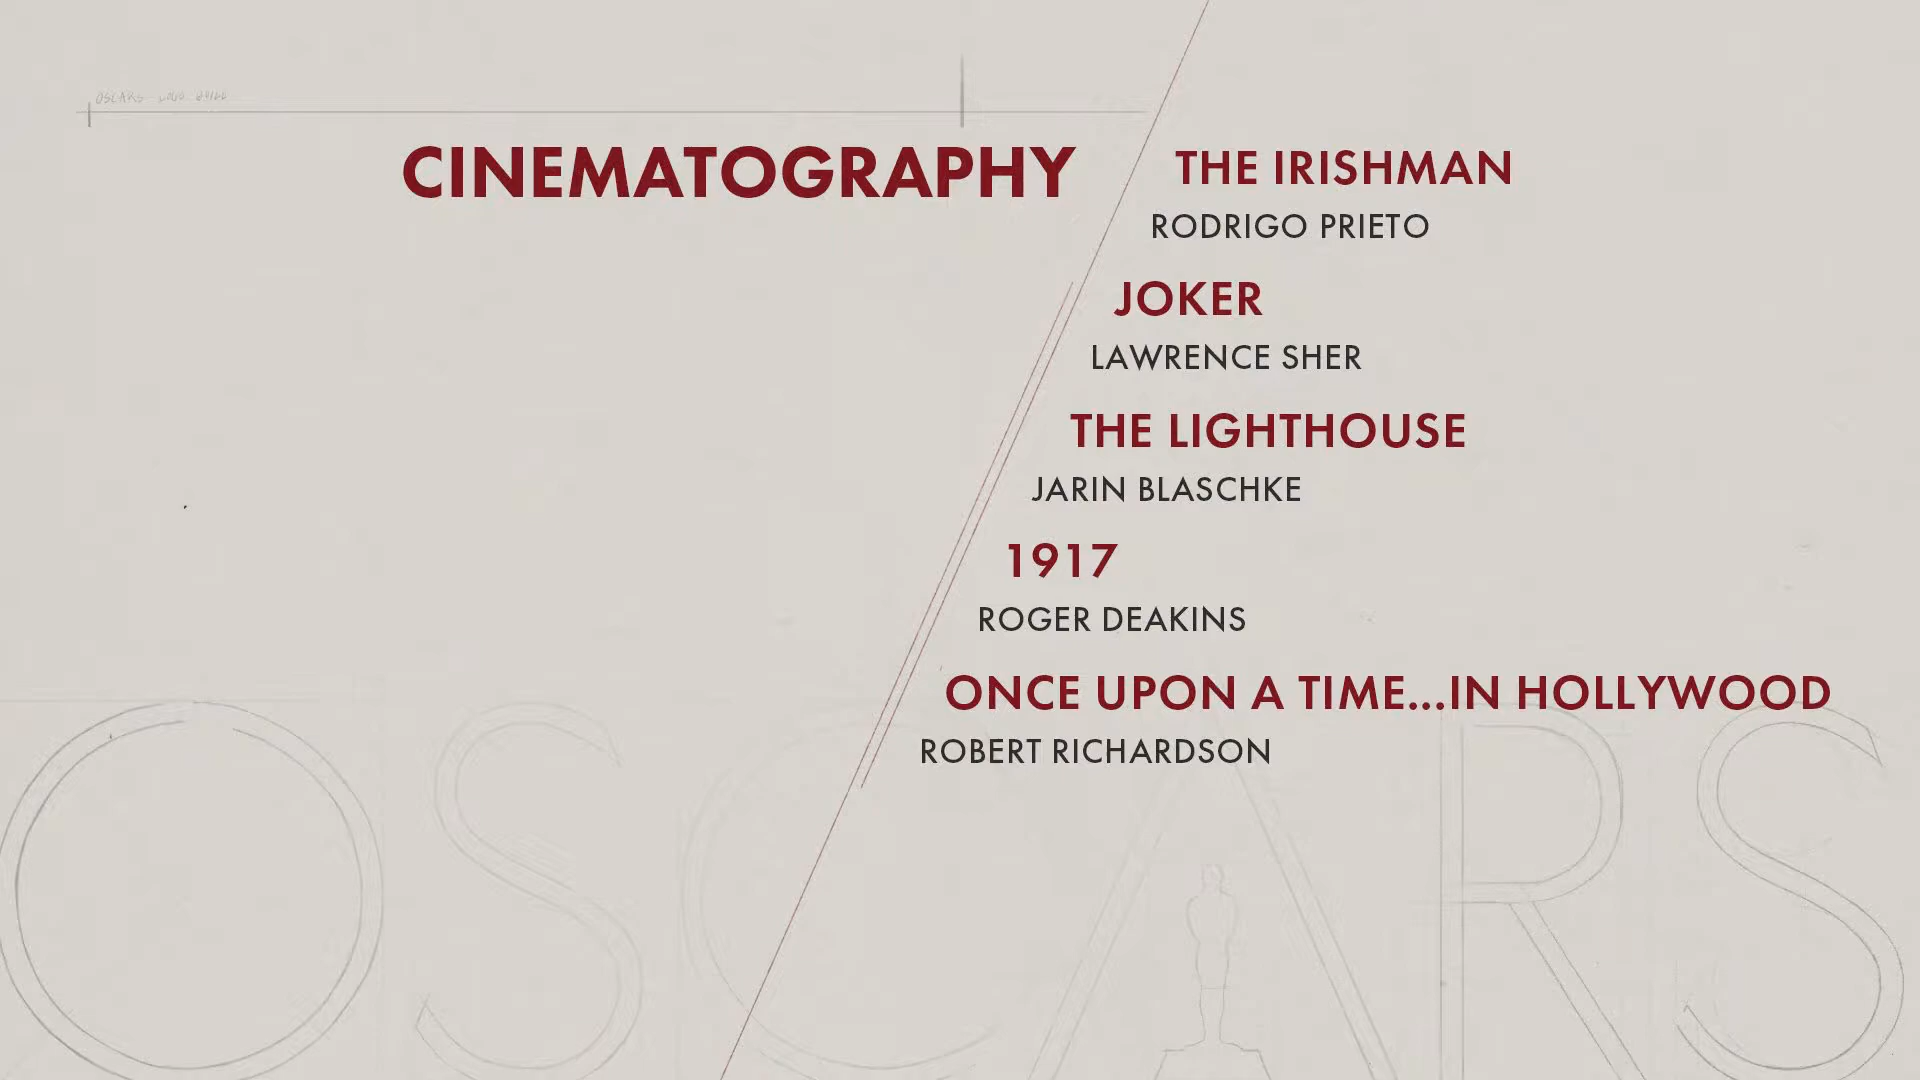 CINEMATOGRAPHY
THE IRISHMAN
RODRIGO PRIETO
JOKER
LAWRENCE SHER
THE LIGHTHOUSE
JARIN BLASCHKE
1917
ROGER DEAKINS
ONCE UPON A TIME...IN HOLLYWOOD
ROBERT RICHARDSON
OSCARS